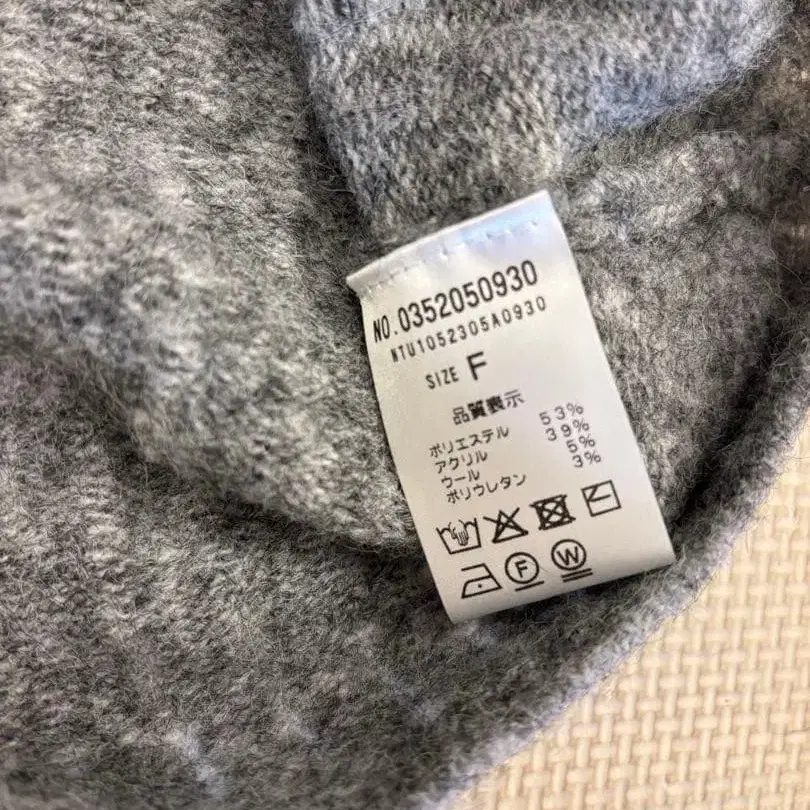 NO.0352050930
NTU1052305A0930
SIZE F
品質表示
ポリエステル 53%
アクリル 39%
ウール 5%
ポリウレタン 3%
F W